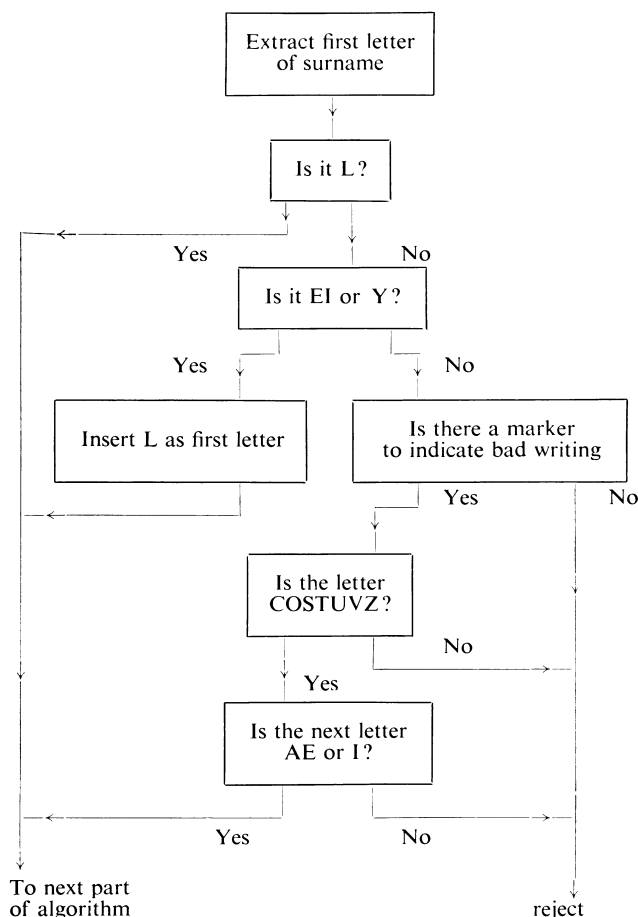 Extract first letter
of surname
Is it L?
Yes
No
Is it EI or Y?
Yes
No
Insert L as first letter
Is there a marker
to indicate bad writing
Yes
No
Is the letter
COSTUVZ?
No
Yes
Is the next letter
AE or I?
Yes
No
To next part
of algorithm
reject